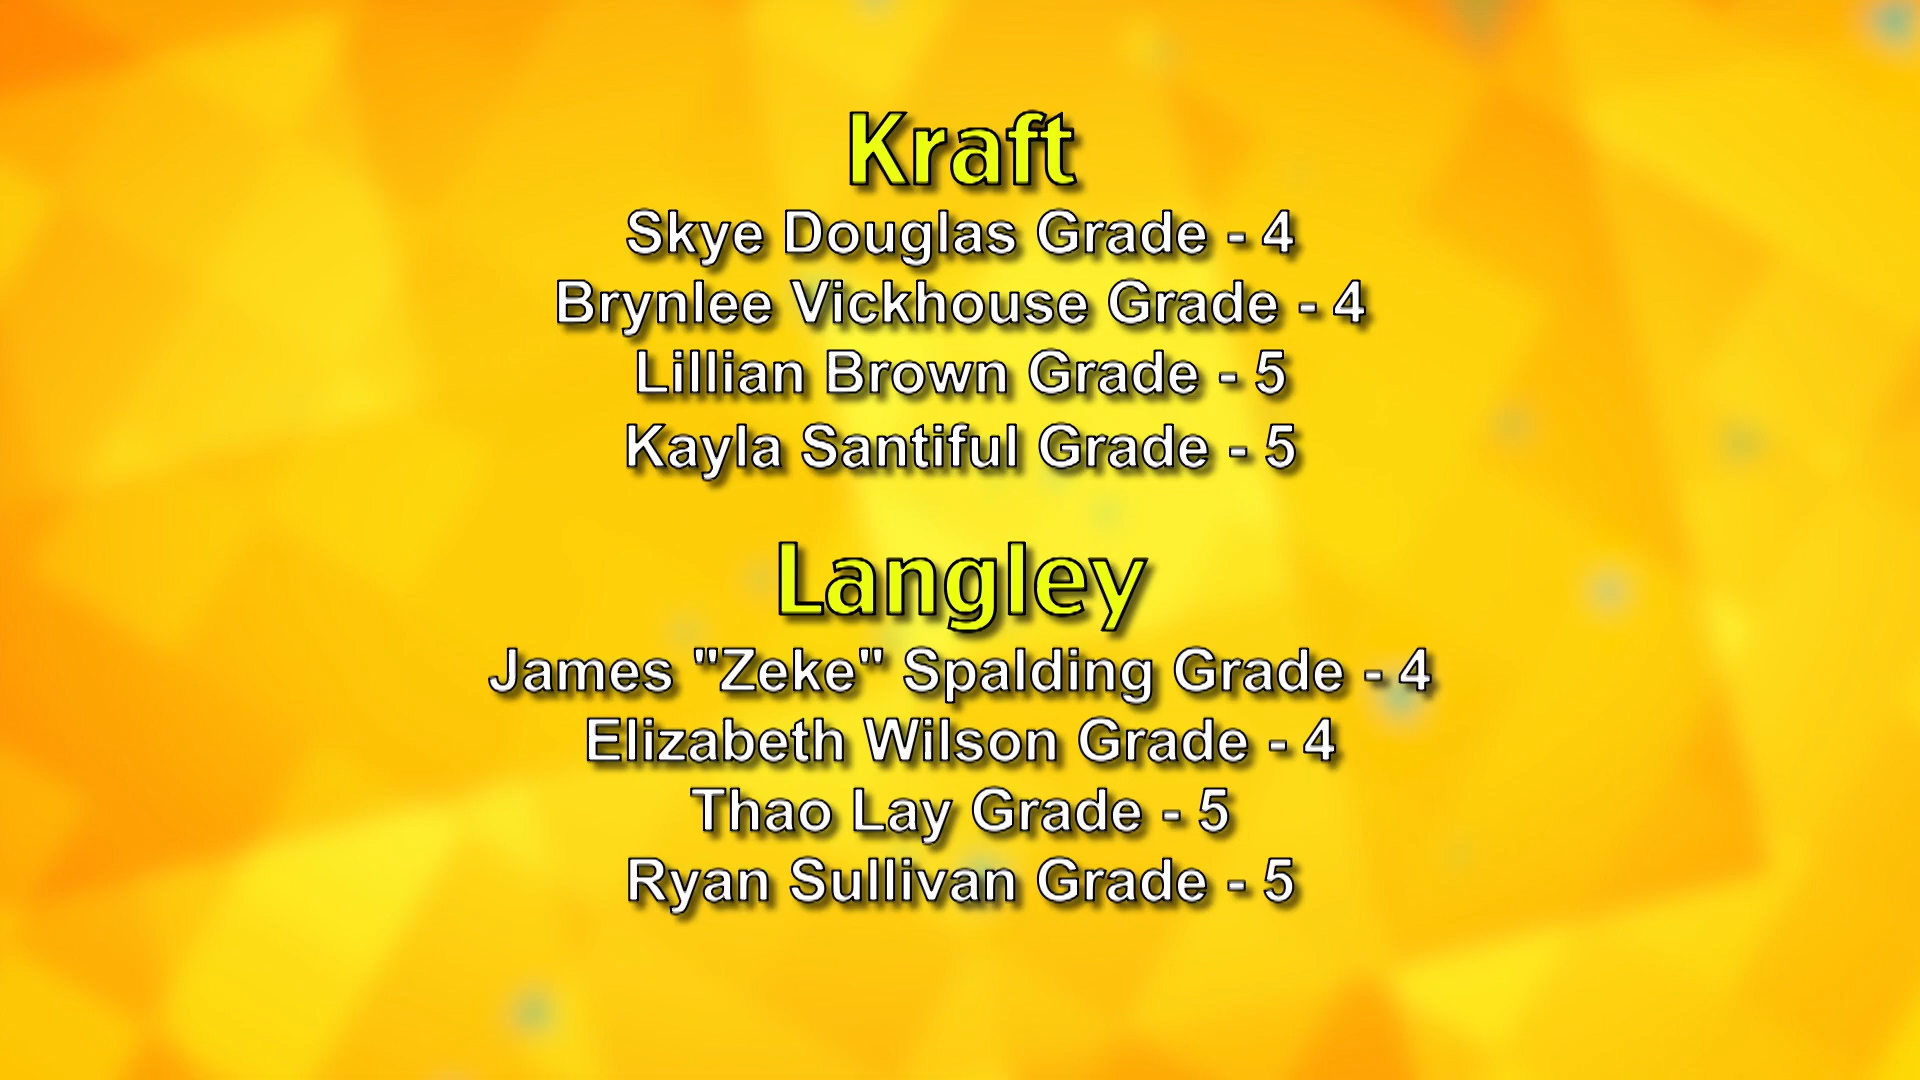 Kraft
Skye Douglas Grade - 4
Brynlee Vickhouse Grade - 4
Lillian Brown Grade - 5
Kayla Santiful Grade - 5
Langley
James "Zeke" Spalding Grade - 4
Elizabeth Wilson Grade - 4
Thao Lay Grade - 5
Ryan Sullivan Grade - 5